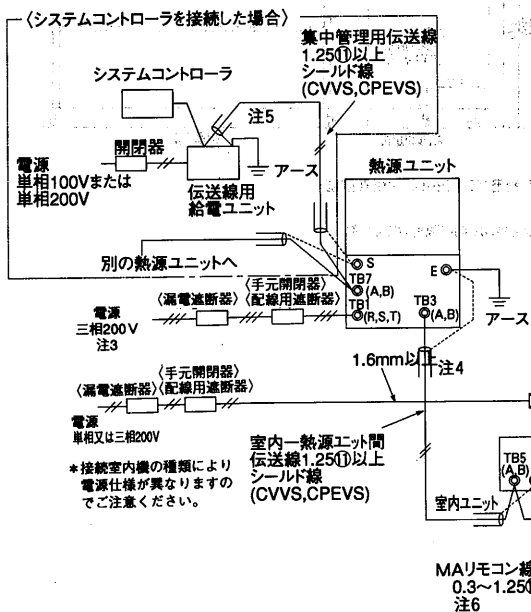 〈システムコントローラを接続した場合〉
集中管理用伝送線
1.25⑪以上
シールド線
(CVVS,CPEVS)
システムコントローラ
注5
開閉器
電源
単相100Vまたは
単相200V
アース
伝送線用
給電ユニット
熱源ユニット
別の熱源ユニットへ
S
TB7
(A,B)
TB1
(R,S,T)
E
TB3
(A,B)
アース
〈漏電遮断器〉
〈手元開閉器〉
〈配線用遮断器〉
電源
三相200V
注3
1.6mm以上
注4
〈漏電遮断器〉
〈手元開閉器〉
〈配線用遮断器〉
電源
単相又は三相200V
*接続室内機の種類により
電源仕様が異なりますの
でご注意ください。
室内ー熱源エット間
伝送線1.25⑪以上
シールド線
(CVVS,CPEVS)
TB5
(A,B)
室内ユニット
MAリモコン線
0.3〜1.25
注6